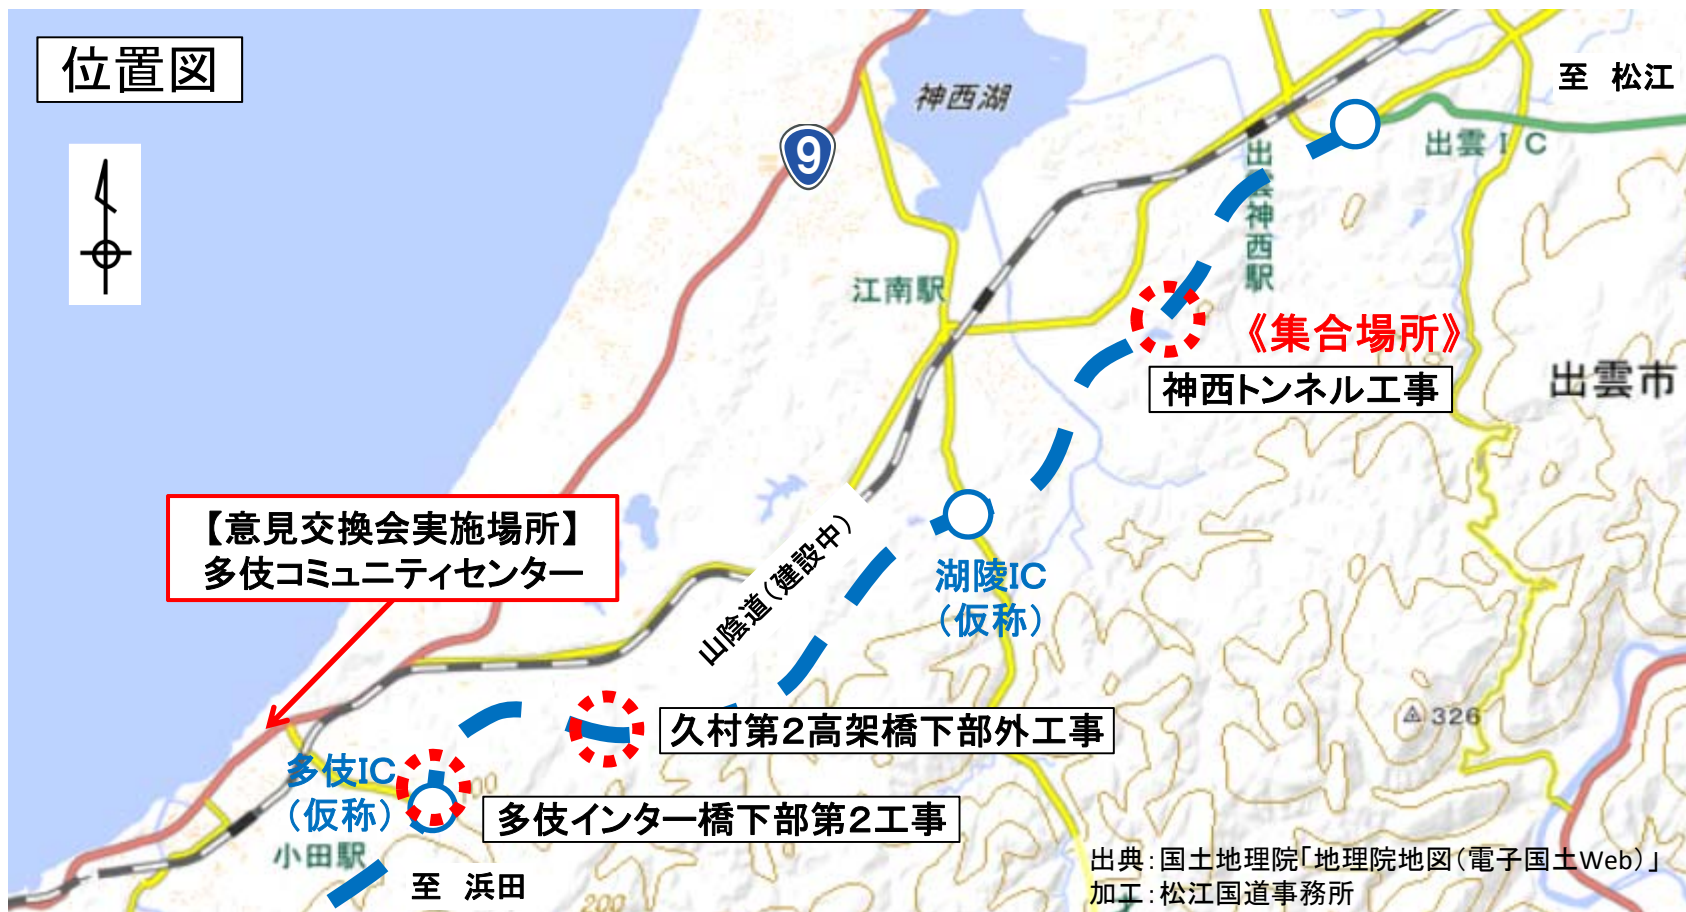 位置図
至 松江
神西湖
9
出雲IC
出雲神西駅
江南駅
《集合場所》
神西トンネル工事
出雲市
【意見交換会実施場所】
多伎コミュニティセンター
山陰道(建設中)
湖陵IC
(仮称)
326
久村第2高架橋下部外工事
多伎IC
(仮称)
多伎インター橋下部第2工事
小田駅
至 浜田
200
出典:国土地理院「地理院地図(電子国土Web)」
加工:松江国道事務所